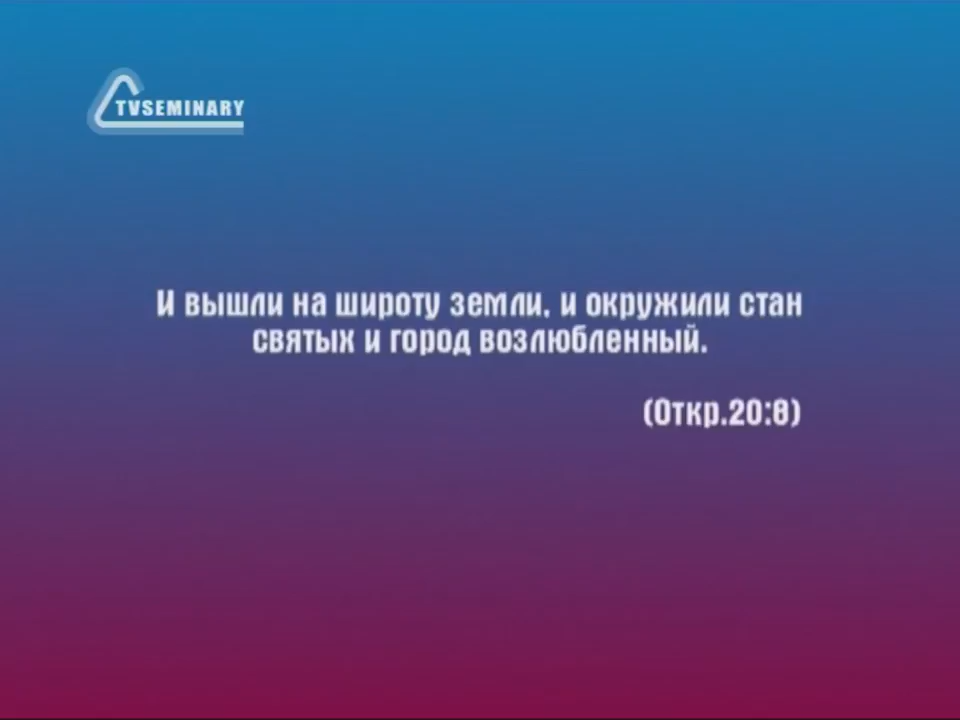 TVSEMINARY
И вышли на широту земли, и окружили стан
святых и город возлюбленный.
(Откр.20:8)